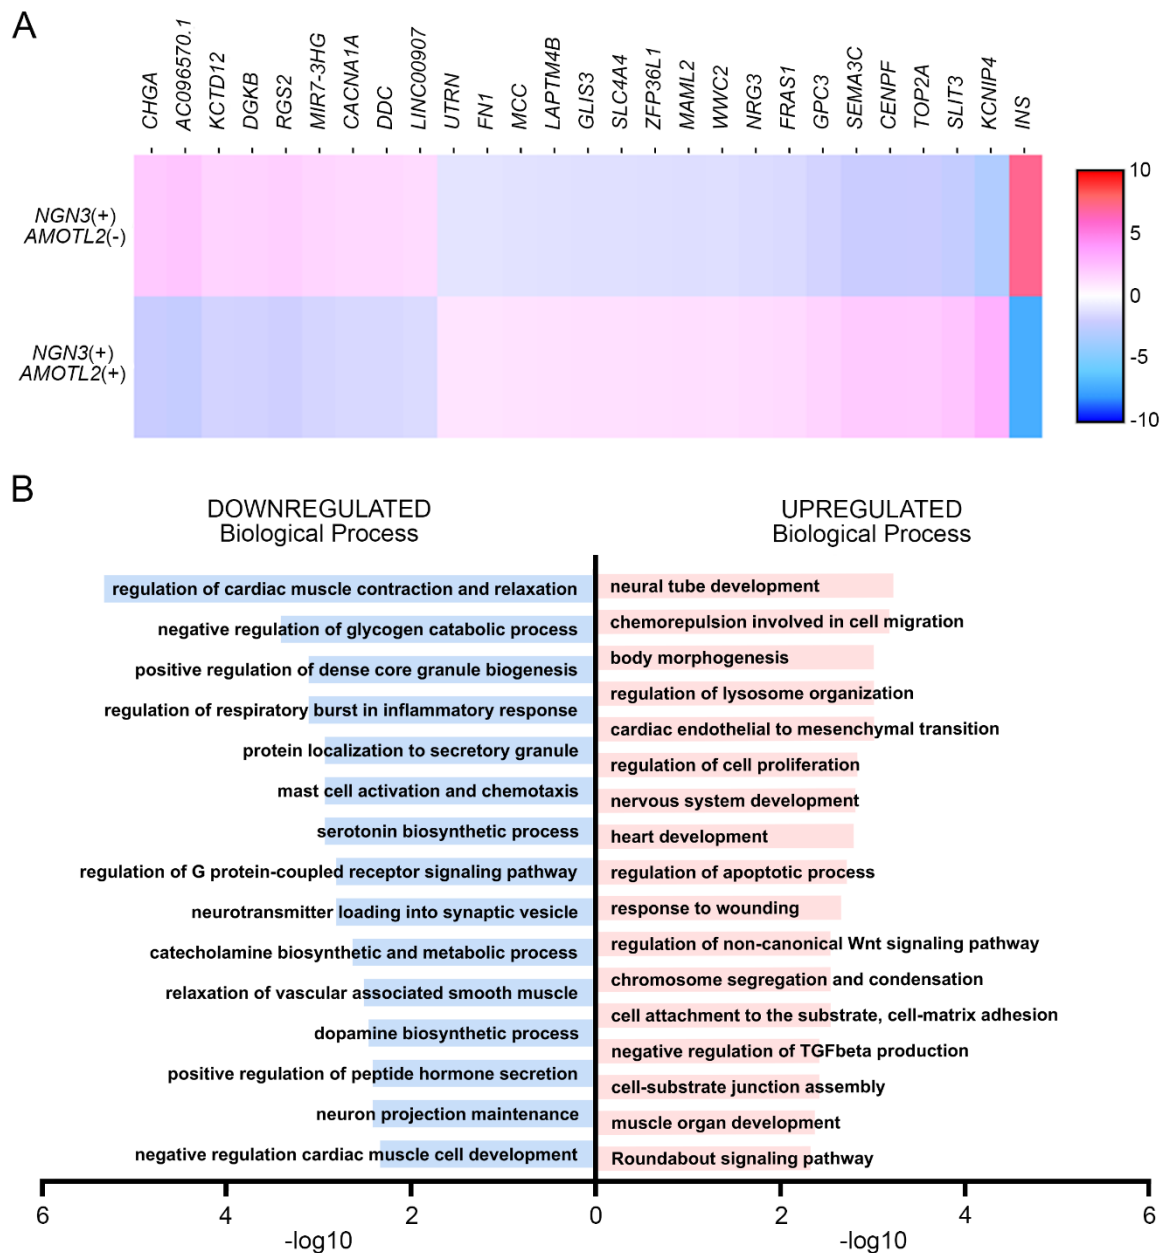 A
CHGA
AC096570.1
KCTD12
DGKB
RGS2
MIR7-3HG
CACNA1A
DDC
LINC00907
UTRN
FN1
MCC
LAPTM4B
GLIS3
SLC4A4
ZFP36L1
MAML2
WWC2
NRG3
FRAS1
GPC3
SEMA3C
CENPF
TOP2A
SLIT3
KCNIP4
INS
NGN3(+)
AMOTL2(-)
NGN3(+)
AMOTL2(+)
10
5
0
-5
-10
B
DOWNREGULATED
Biological Process
regulation of cardiac muscle contraction and relaxation
negative regulation of glycogen catabolic process
positive regulation of dense core granule biogenesis
regulation of respiratory burst in inflammatory response
protein localization to secretory granule
mast cell activation and chemotaxis
serotonin biosynthetic process
regulation of G protein-coupled receptor signaling pathway
neurotransmitter loading into synaptic vesicle
catecholamine biosynthetic and metabolic process
relaxation of vascular associated smooth muscle
dopamine biosynthetic process
positive regulation of peptide hormone secretion
neuron projection maintenance
negative regulation cardiac muscle cell development
UPREGULATED
Biological Process
neural tube development
chemorepulsion involved in cell migration
body morphogenesis
regulation of lysosome organization
cardiac endothelial to mesenchymal transition
regulation of cell proliferation
nervous system development
heart development
regulation of apoptotic process
response to wounding
regulation of non-canonical Wnt signaling pathway
chromosome segregation and condensation
cell attachment to the substrate, cell-matrix adhesion
negative regulation of TGFbeta production
cell-substrate junction assembly
muscle organ development
Roundabout signaling pathway
6 4 2 0 2 4 6
-log10 -log10